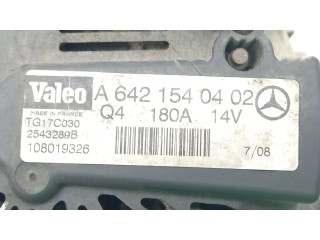 Valeo A 642 154 04 02
MADE IN FRANCE Q4 180A 14V
TG17C030
2543289B
108019326 7/08